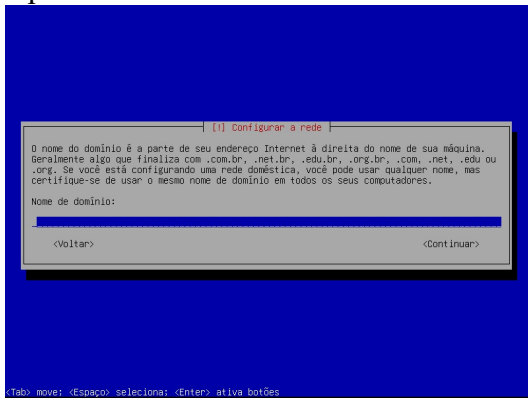 [!] Configurar a rede
O nome do domínio é a parte de seu endereço Internet à direita do nome de sua máquina.
Geralmente algo que finaliza com .com.br, .net.br, .edu.br, .org.br, .com, .net, .edu ou
.org. Se você está configurando uma rede doméstica, você pode usar qualquer nome, mas
certifique-se de usar o mesmo nome de domínio em todos os seus computadores.
Nome de domínio:
<Voltar> <Continuar>
<Tab> move; <Espaço> seleciona; <Enter> ativa botões